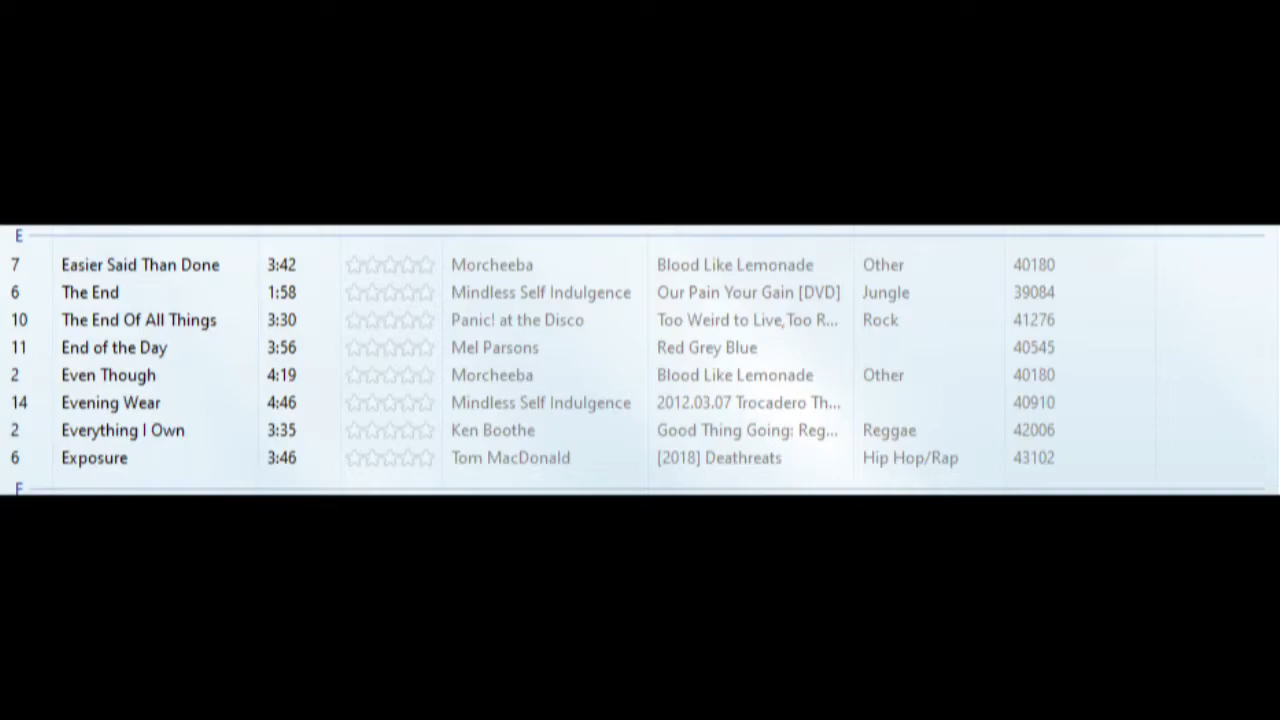 E
7 Easier Said Than Done 3:42 Morcheeba Blood Like Lemonade Other 40180
6 The End 1:58 Mindless Self Indulgence Our Pain Your Gain [DVD] Jungle 39084
10 The End Of All Things 3:30 Panic! at the Disco Too Weird to Live,Too R... Rock 41276
11 End of the Day 3:56 Mel Parsons Red Grey Blue 40545
2 Even Though 4:19 Morcheeba Blood Like Lemonade Other 40180
14 Evening Wear 4:46 Mindless Self Indulgence 2012.03.07 Trocadero Th... 40910
2 Everything I Own 3:35 Ken Boothe Good Thing Going: Reg... Reggae 42006
6 Exposure 3:46 Tom MacDonald [2018] Deathreats Hip Hop/Rap 43102
F